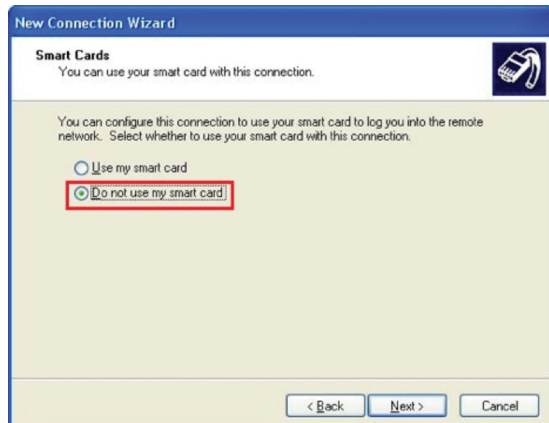 New Connection Wizard
Smart Cards
You can use your smart card with this connection.
You can configure this connection to use your smart card to log you into the remote
network. Select whether to use your smart card with this connection.
Use my smart card
Do not use my smart card
< Back Next > Cancel